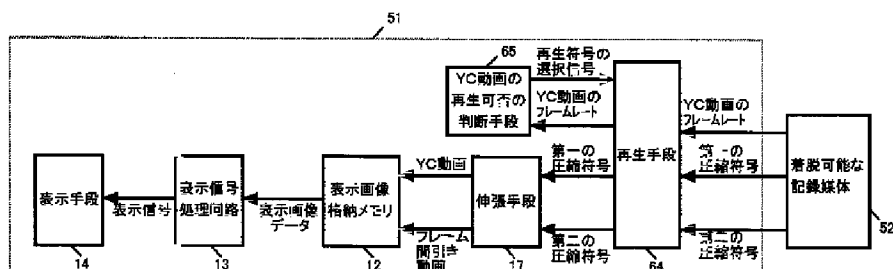 51
65
YC動画の
再生可否の
判断手段
再生符号の
選択信号
YC動画の
フレームレート
再生手段
64
YC動画の
フレームレート
第一の
圧縮符号
第二の
圧縮符号
着脱可能な
記録媒体
52
第一の
圧縮符号
第二の
圧縮符号
伸張手段
17
YC動画
フレーム
間引き
動画
表示画像
格納メモリ
12
表示画像
データ
表示信号
処理回路
13
表示信号
表示手段
14